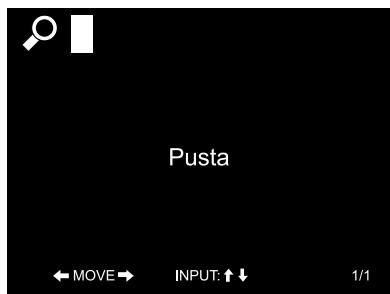 Pusta
← MOVE → INPUT: ↑ ↓ 1/1